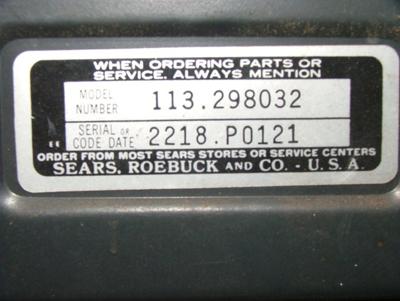 WHEN ORDERING PARTS OR
SERVICE. ALWAYS MENTION
MODEL
NUMBER 113.298032
SERIAL OR
CODE DATE 2218.P0121
ORDER FROM MOST SEARS STORES OR SERVICE CENTERS
SEARS, ROEBUCK AND CO. - U.S.A.